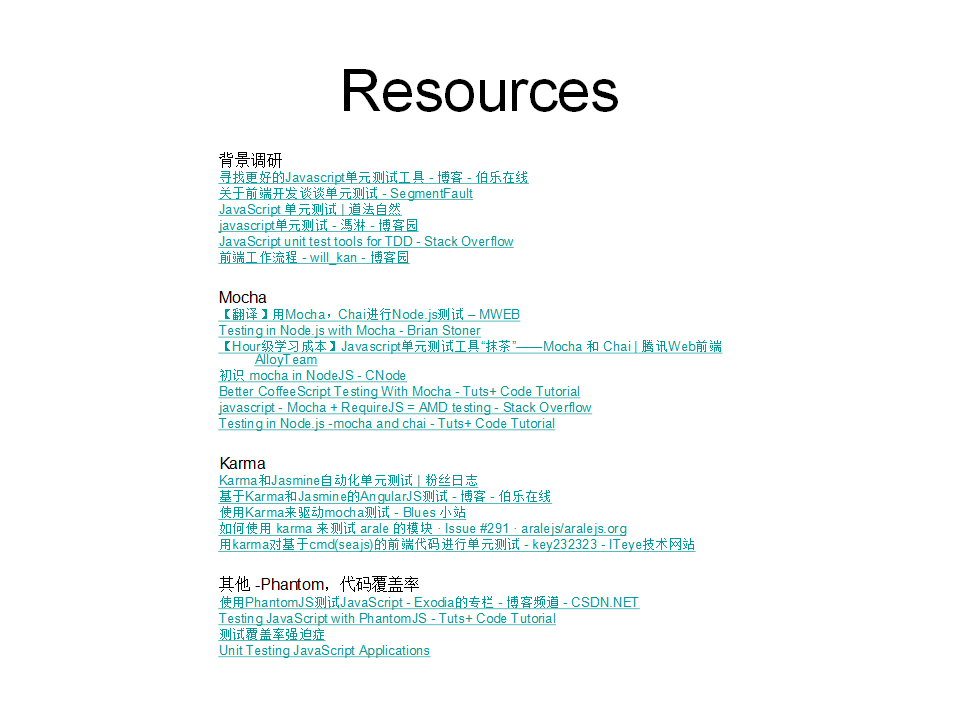 Resources
背景调研
寻找更好的Javascript单元测试工具 - 博客 - 伯乐在线
关于前端开发谈谈单元测试 - SegmentFault
JavaScript 单元测试 | 道法自然
javascript单元测试 - 馮淋 - 博客园
JavaScript unit test tools for TDD - Stack Overflow
前端工作流程 - will_kan - 博客园
Mocha
【翻译】用Mocha，Chai进行Node.js测试 – MWEB
Testing in Node.js with Mocha - Brian Stoner
【Hour级学习成本】Javascript单元测试工具“抹茶”——Mocha 和 Chai | 腾讯Web前端
AlloyTeam
初识 mocha in NodeJS - CNode
Better CoffeeScript Testing With Mocha - Tuts+ Code Tutorial
javascript - Mocha + RequireJS = AMD testing - Stack Overflow
Testing in Node.js -mocha and chai - Tuts+ Code Tutorial
Karma
Karma和Jasmine自动化单元测试 | 粉丝日志
基于Karma和Jasmine的AngularJS测试 - 博客 - 伯乐在线
使用Karma来驱动mocha测试 - Blues 小站
如何使用 karma 来测试 arale 的模块 · Issue #291 · aralejs/aralejs.org
用karma对基于cmd(seajs)的前端代码进行单元测试 - key232323 - ITeye技术网站
其他 -Phantom，代码覆盖率
使用PhantomJS测试JavaScript - Exodia的专栏 - 博客频道 - CSDN.NET
Testing JavaScript with PhantomJS - Tuts+ Code Tutorial
测试覆盖率强迫症
Unit Testing JavaScript Applications